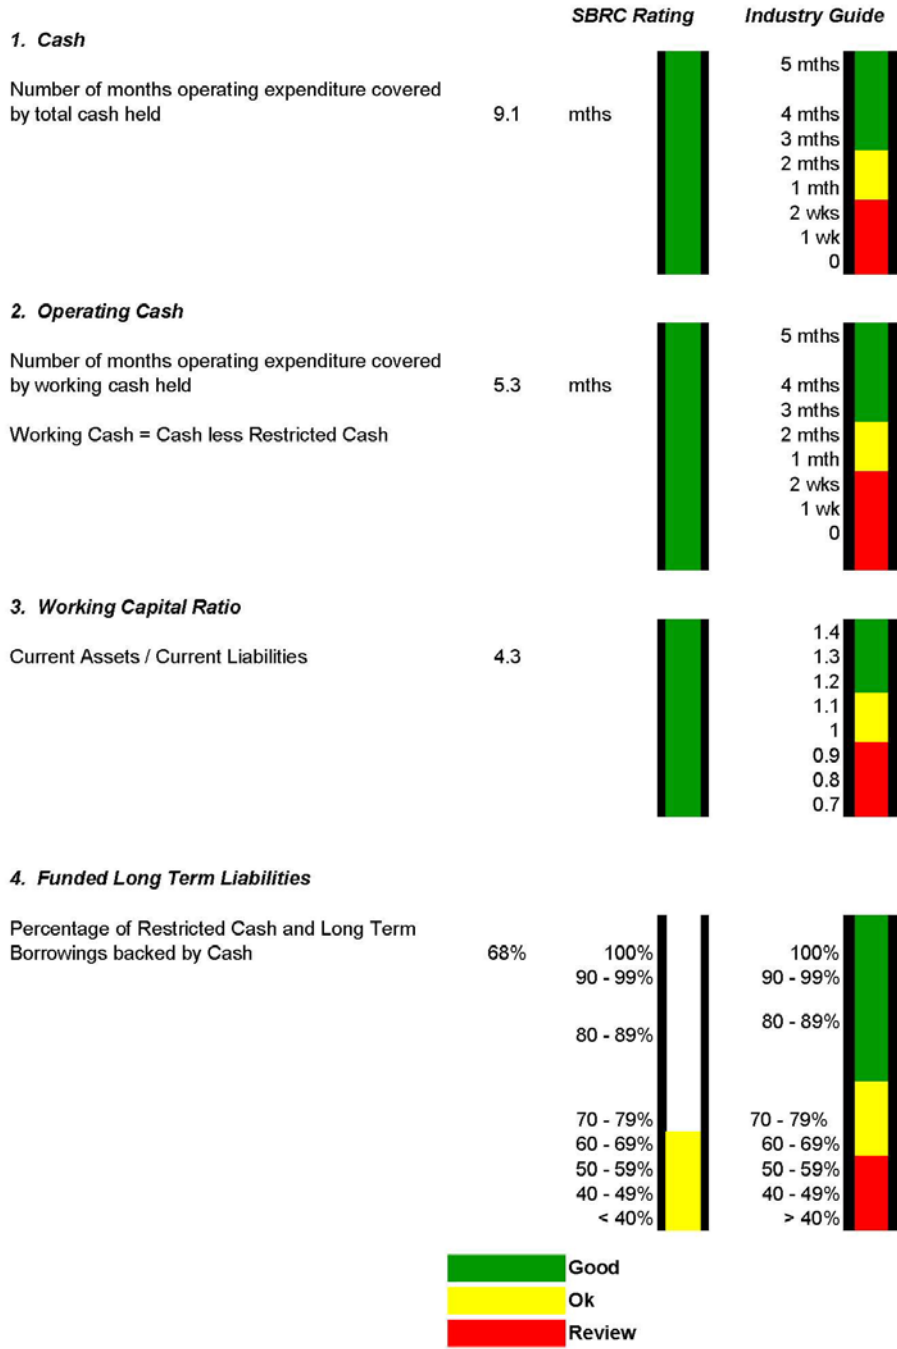 SBRC Rating Industry Guide
1. Cash
5 mths
Number of months operating expenditure covered
by total cash held 9.1 mths 4 mths
3 mths
2 mths
1 mth
2 wks
1 wk
0
2. Operating Cash
5 mths
Number of months operating expenditure covered
by working cash held 5.3 mths 4 mths
3 mths
Working Cash = Cash less Restricted Cash 2 mths
1 mth
2 wks
1 wk
0
3. Working Capital Ratio
1.4
Current Assets / Current Liabilities 4.3 1.3
1.2
1.1
1
0.9
0.8
0.7
4. Funded Long Term Liabilities
Percentage of Restricted Cash and Long Term
Borrowings backed by Cash 68% 100% 100%
90 - 99% 90 - 99%
80 - 89% 80 - 89%
70 - 79% 70 - 79%
60 - 69% 60 - 69%
50 - 59% 50 - 59%
40 - 49% 40 - 49%
< 40% > 40%
Good
Ok
Review